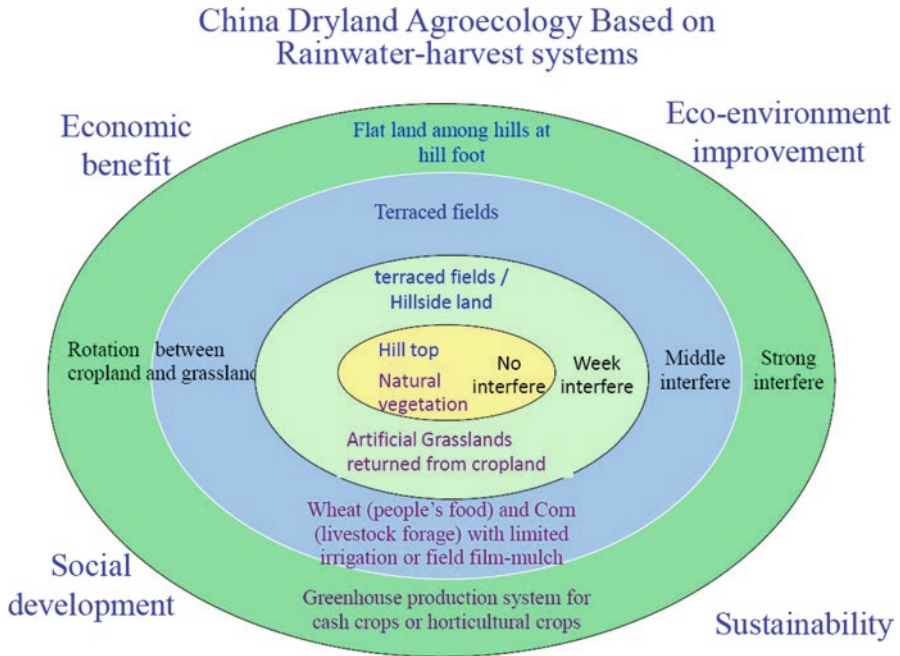 China Dryland Agroecology Based on
Rainwater-harvest systems
Economic
benefit
Eco-environment
improvement
Flat land among hills at
hill foot
Terraced fields
terraced fields /
Hillside land
Rotation between
cropland and grassland
Hill top
Natural
vegetation
No
interfere
Week
interfere
Middle
interfere
Strong
interfere
Artificial Grasslands
returned from cropland
Wheat (people's food) and Corn
(livestock forage) with limited
irrigation or field film-mulch
Greenhouse production system for
cash crops or horticultural crops
Social
development
Sustainability